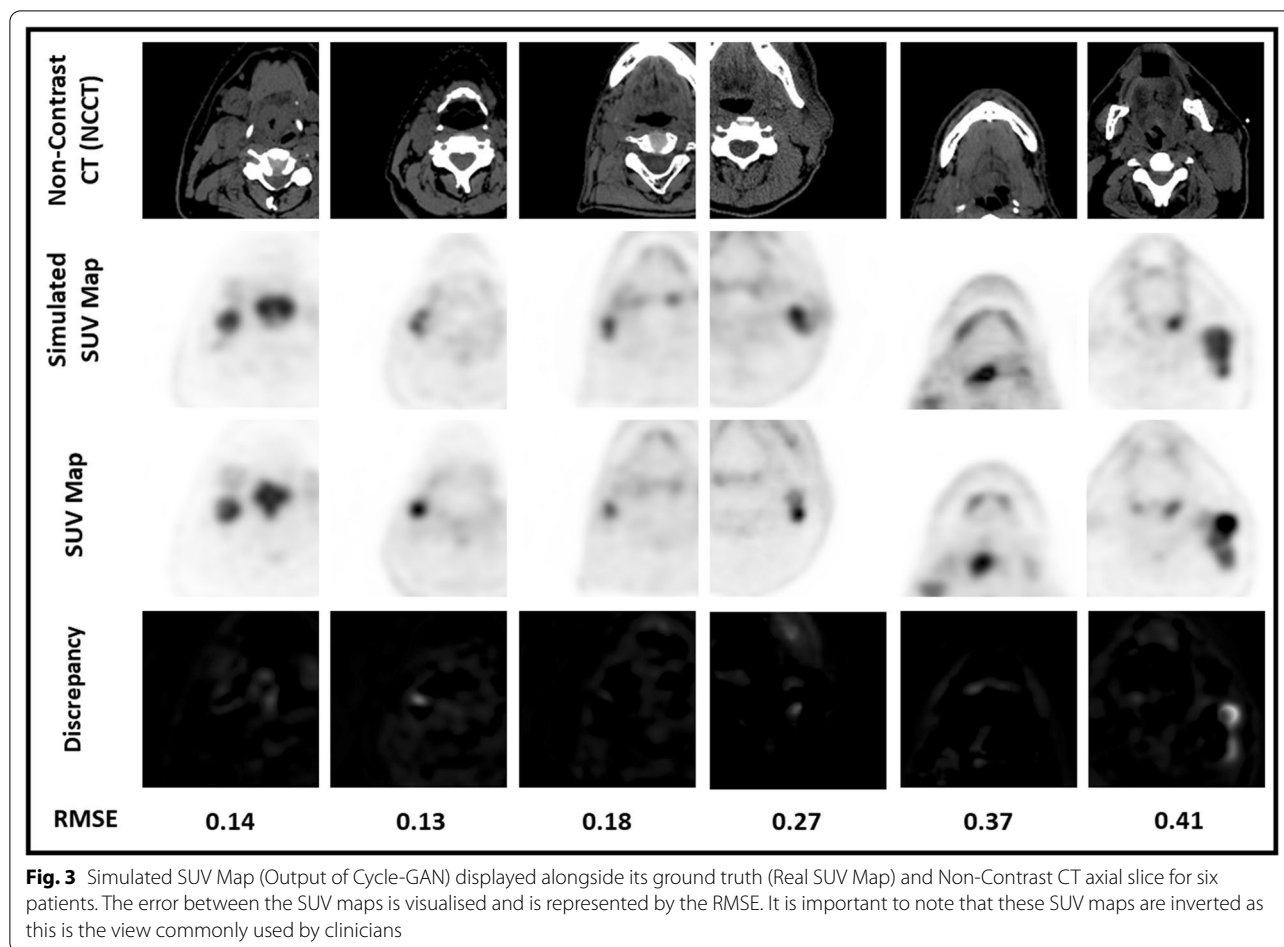 Non-Contrast
CT (NCCT)
Simulated
SUV Map
SUV Map
Discrepancy
RMSE 0.14 0.13 0.18 0.27 0.37 0.41
Fig. 3 Simulated SUV Map (Output of Cycle-GAN) displayed alongside its ground truth (Real SUV Map) and Non-Contrast CT axial slice for six
patients. The error between the SUV maps is visualised and is represented by the RMSE. It is important to note that these SUV maps are inverted as
this is the view commonly used by clinicians